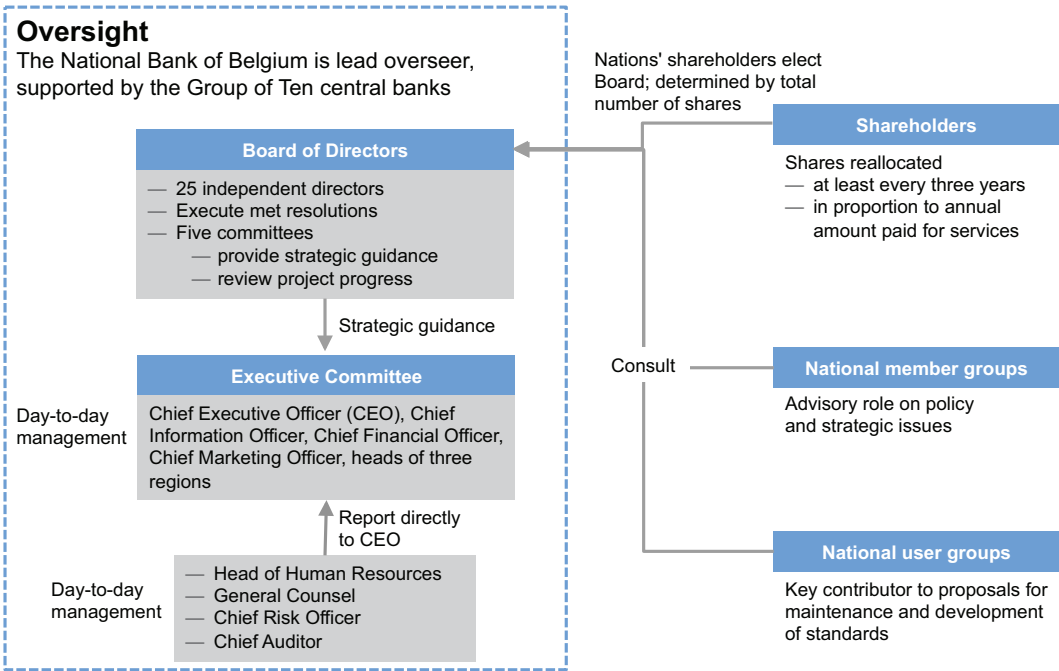 Oversight
The National Bank of Belgium is lead overseer,
supported by the Group of Ten central banks
Nations' shareholders elect
Board; determined by total
number of shares
Shareholders
Shares reallocated
— at least every three years
— in proportion to annual
amount paid for services
Board of Directors
— 25 independent directors
— Execute met resolutions
— Five committees
— provide strategic guidance
— review project progress
Strategic guidance
Consult
National member groups
Advisory role on policy
and strategic issues
Executive Committee
Day-to-day
management
Chief Executive Officer (CEO), Chief
Information Officer, Chief Financial Officer,
Chief Marketing Officer, heads of three
regions
Report directly
to CEO
National user groups
Key contributor to proposals for
maintenance and development
of standards
Day-to-day
management
— Head of Human Resources
— General Counsel
— Chief Risk Officer
— Chief Auditor